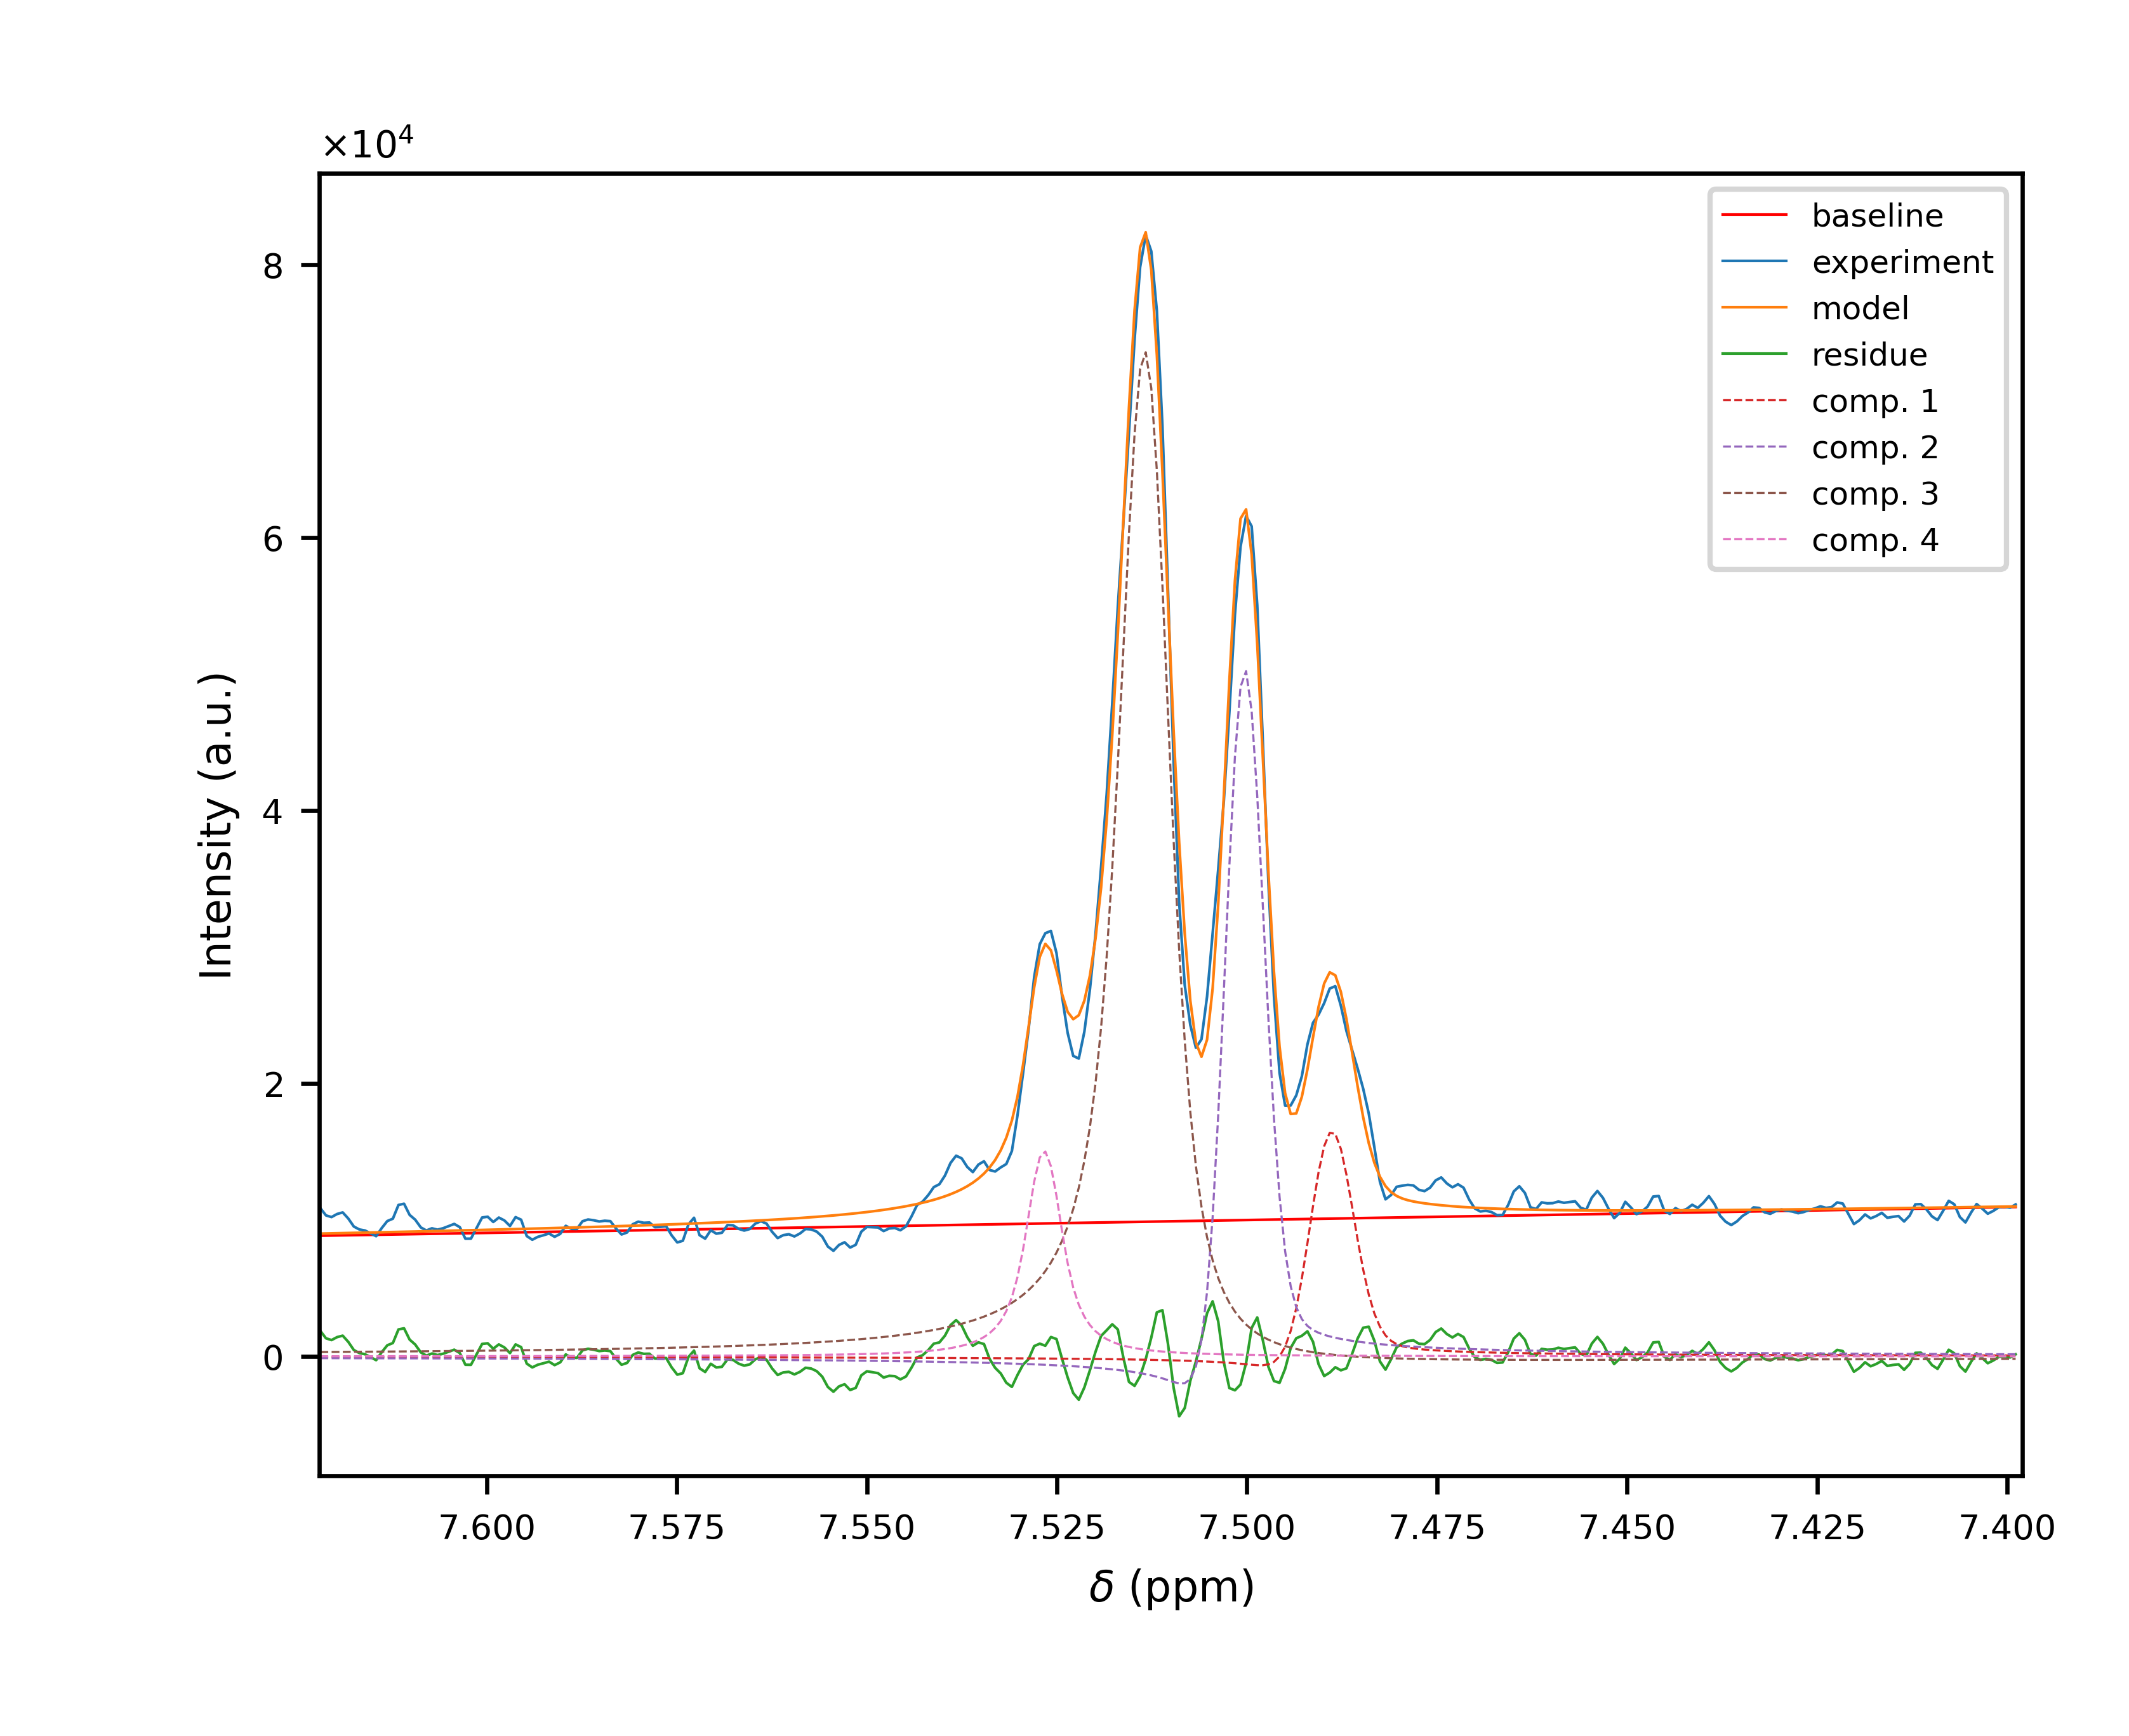 ×10⁴
8
6
4
2
0
Intensity (a.u.)
7.600 7.575 7.550 7.525 7.500 7.475 7.450 7.425 7.400
δ (ppm)
baseline
experiment
model
residue
comp. 1
comp. 2
comp. 3
comp. 4